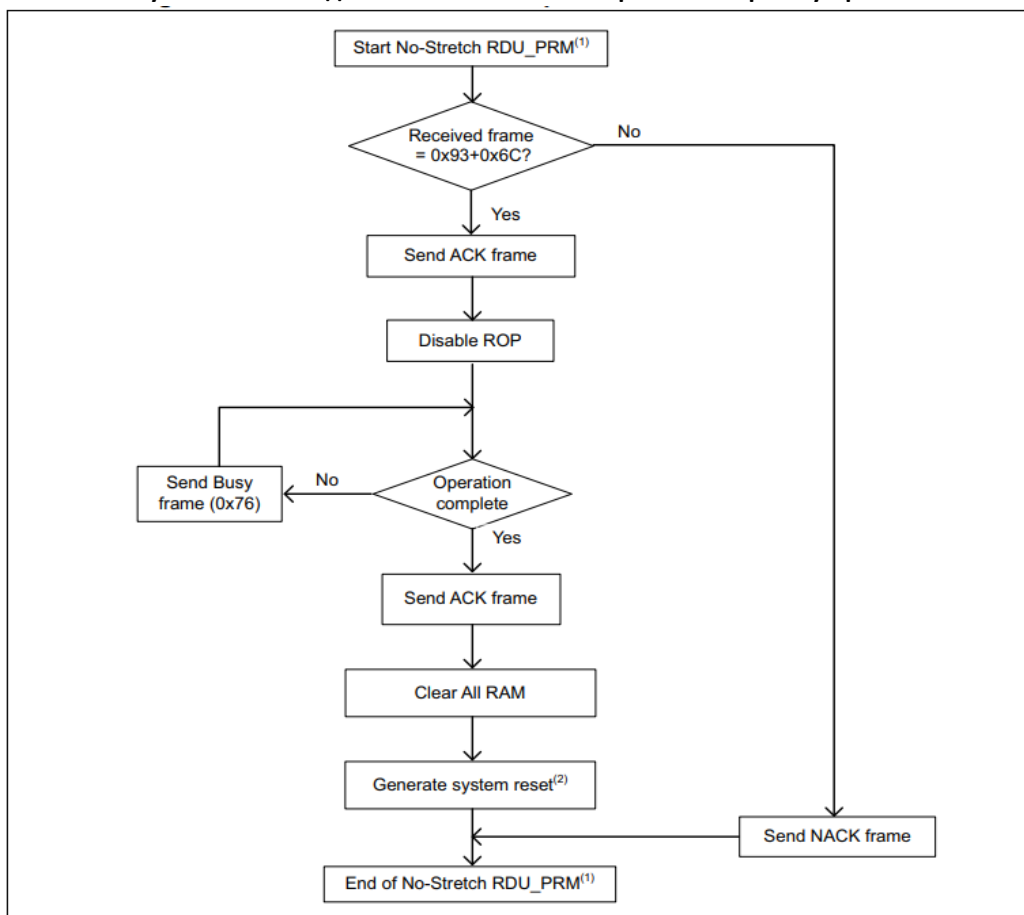 Start No-Stretch RDU_PRM(1)
Received frame
= 0x93+0x6C?
No
Yes
Send ACK frame
Disable ROP
Send Busy
frame (0x76)
No
Operation
complete
Yes
Send ACK frame
Clear All RAM
Generate system reset(2)
Send NACK frame
End of No-Stretch RDU_PRM(1)